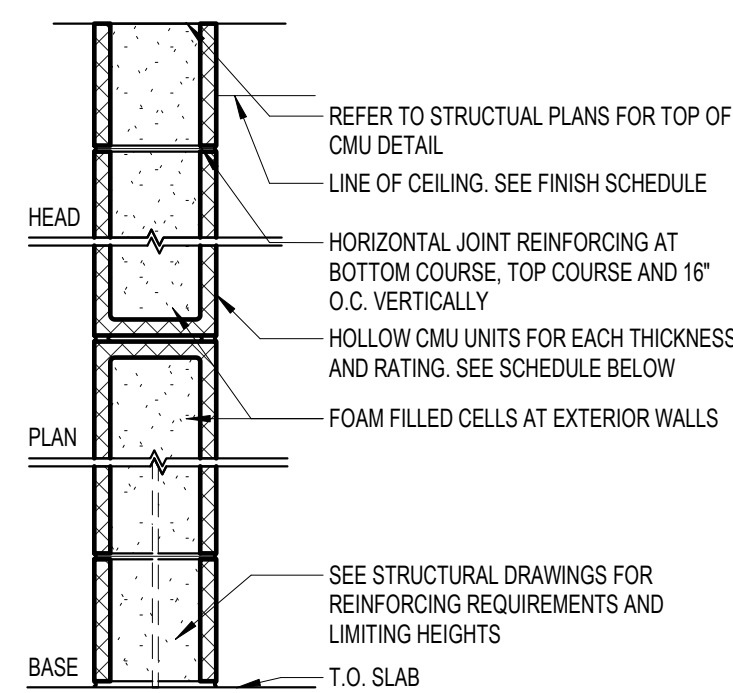 REFER TO STRUCTUAL PLANS FOR TOP OF
CMU DETAIL
LINE OF CEILING. SEE FINISH SCHEDULE
HEAD
HORIZONTAL JOINT REINFORCING AT
BOTTOM COURSE, TOP COURSE AND 16"
O.C. VERTICALLY
HOLLOW CMU UNITS FOR EACH THICKNESS
AND RATING. SEE SCHEDULE BELOW
FOAM FILLED CELLS AT EXTERIOR WALLS
PLAN
SEE STRUCTURAL DRAWINGS FOR
REINFORCING REQUIREMENTS AND
LIMITING HEIGHTS
BASE
T.O. SLAB